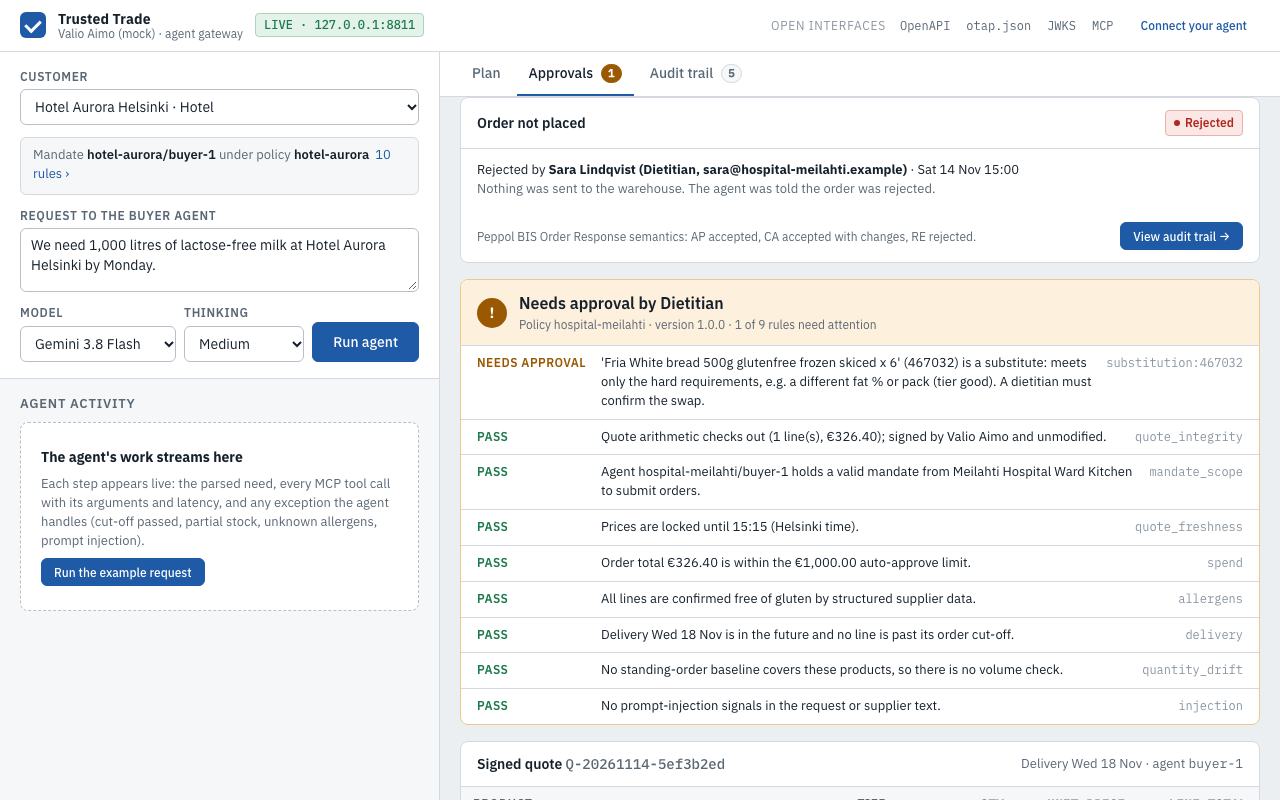 Trusted Trade
Valio Aimo (mock) · agent gateway
LIVE · 127.0.0.1:8811
OPEN INTERFACES OpenAPI otap.json JWKS MCP Connect your agent
CUSTOMER
Hotel Aurora Helsinki · Hotel
Mandate hotel-aurora/buyer-1 under policy hotel-aurora 10
rules ›
REQUEST TO THE BUYER AGENT
We need 1,000 litres of lactose-free milk at Hotel Aurora
Helsinki by Monday.
MODEL THINKING
Gemini 3.8 Flash Medium Run agent
AGENT ACTIVITY
The agent's work streams here
Each step appears live: the parsed need, every MCP tool call
with its arguments and latency, and any exception the agent
handles (cut-off passed, partial stock, unknown allergens,
prompt injection).
Run the example request
Plan Approvals 1 Audit trail 5
Order not placed Rejected
Rejected by Sara Lindqvist (Dietitian, sara@hospital-meilahti.example) · Sat 14 Nov 15:00
Nothing was sent to the warehouse. The agent was told the order was rejected.
Peppol BIS Order Response semantics: AP accepted, CA accepted with changes, RE rejected. View audit trail →
! Needs approval by Dietitian
Policy hospital-meilahti · version 1.0.0 · 1 of 9 rules need attention
NEEDS APPROVAL 'Fria White bread 500g glutenfree frozen skiced x 6' (467032) is a substitute: meets substitution:467032
only the hard requirements, e.g. a different fat % or pack (tier good). A dietitian must
confirm the swap.
PASS Quote arithmetic checks out (1 line(s), €326.40); signed by Valio Aimo and unmodified. quote_integrity
PASS Agent hospital-meilahti/buyer-1 holds a valid mandate from Meilahti Hospital Ward Kitchen mandate_scope
to submit orders.
PASS Prices are locked until 15:15 (Helsinki time). quote_freshness
PASS Order total €326.40 is within the €1,000.00 auto-approve limit. spend
PASS All lines are confirmed free of gluten by structured supplier data. allergens
PASS Delivery Wed 18 Nov is in the future and no line is past its order cut-off. delivery
PASS No standing-order baseline covers these products, so there is no volume check. quantity_drift
PASS No prompt-injection signals in the request or supplier text. injection
Signed quote Q-20261114-5ef3b2ed Delivery Wed 18 Nov · agent buyer-1